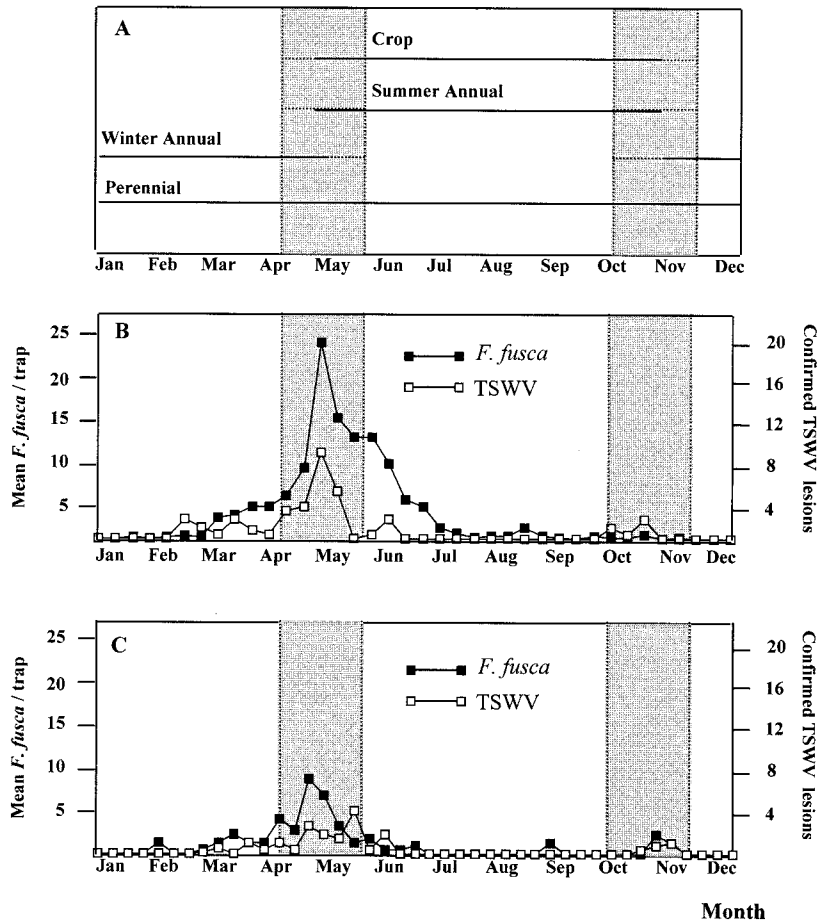 A
Crop
Summer Annual
Winter Annual
Perennial
Jan Feb Mar Apr May Jun Jul Aug Sep Oct Nov Dec
B
Mean F. fusca / trap
25
20
15
10
5
F. fusca
TSWV
20
16
12
8
4
Confirmed TSWV lesions
Jan Feb Mar Apr May Jun Jul Aug Sep Oct Nov Dec
C
Mean F. fusca / trap
25
20
15
10
5
F. fusca
TSWV
20
16
12
8
4
Confirmed TSWV lesions
Jan Feb Mar Apr May Jun Jul Aug Sep Oct Nov Dec
Month